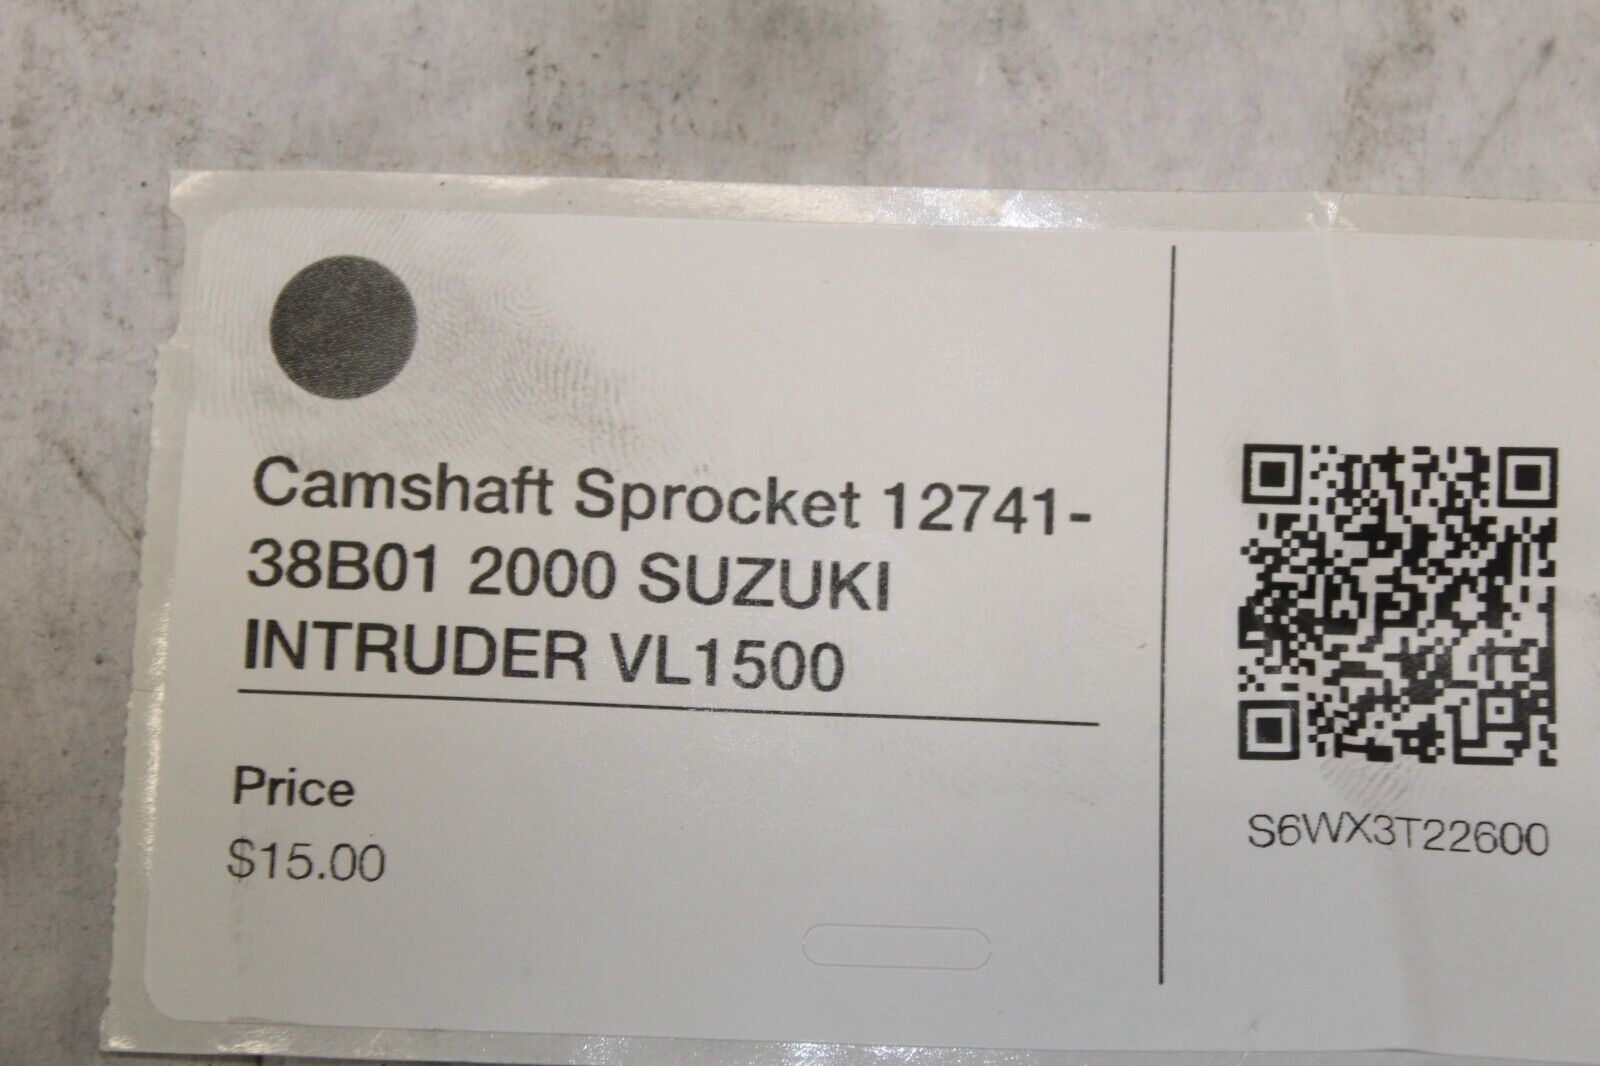 Camshaft Sprocket 12741-
38B01 2000 SUZUKI
INTRUDER VL1500
Price
$15.00
S6WX3T22600